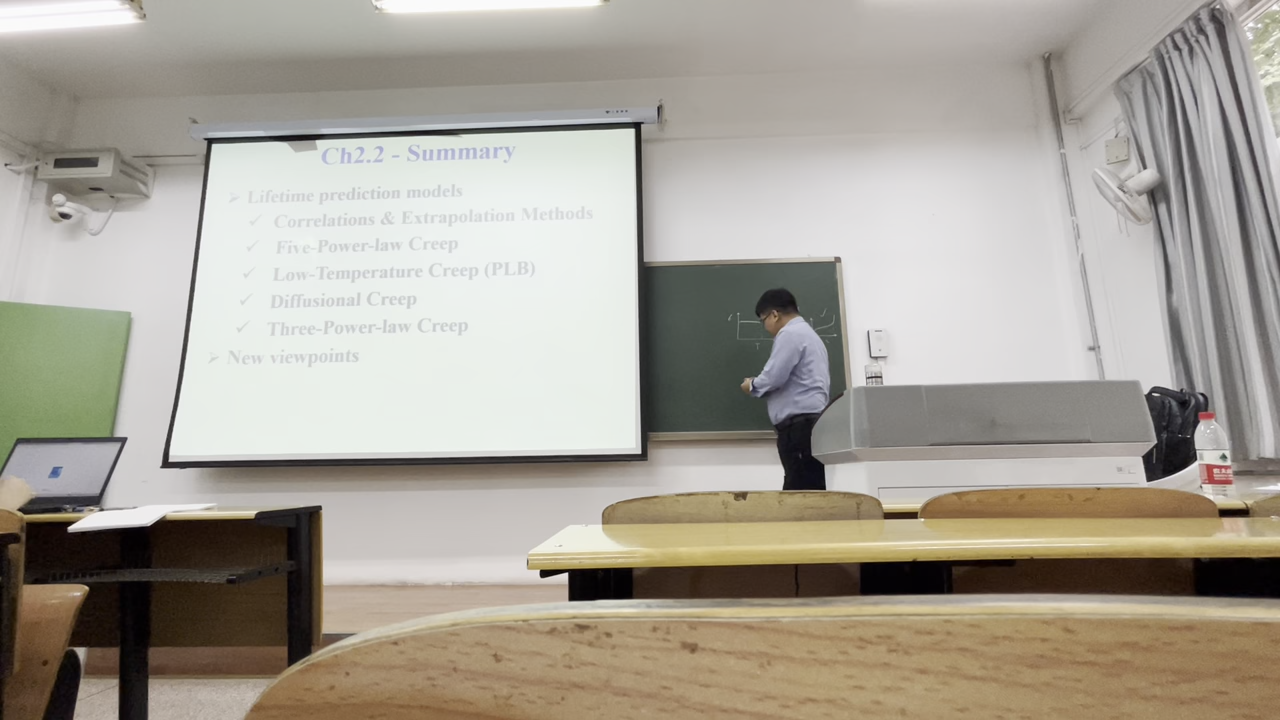 Ch2.2 - Summary
Lifetime prediction models
Correlations & Extrapolation Methods
Five-Power-law Creep
Low-Temperature Creep (PLB)
Diffusional Creep
Three-Power-law Creep
New viewpoints